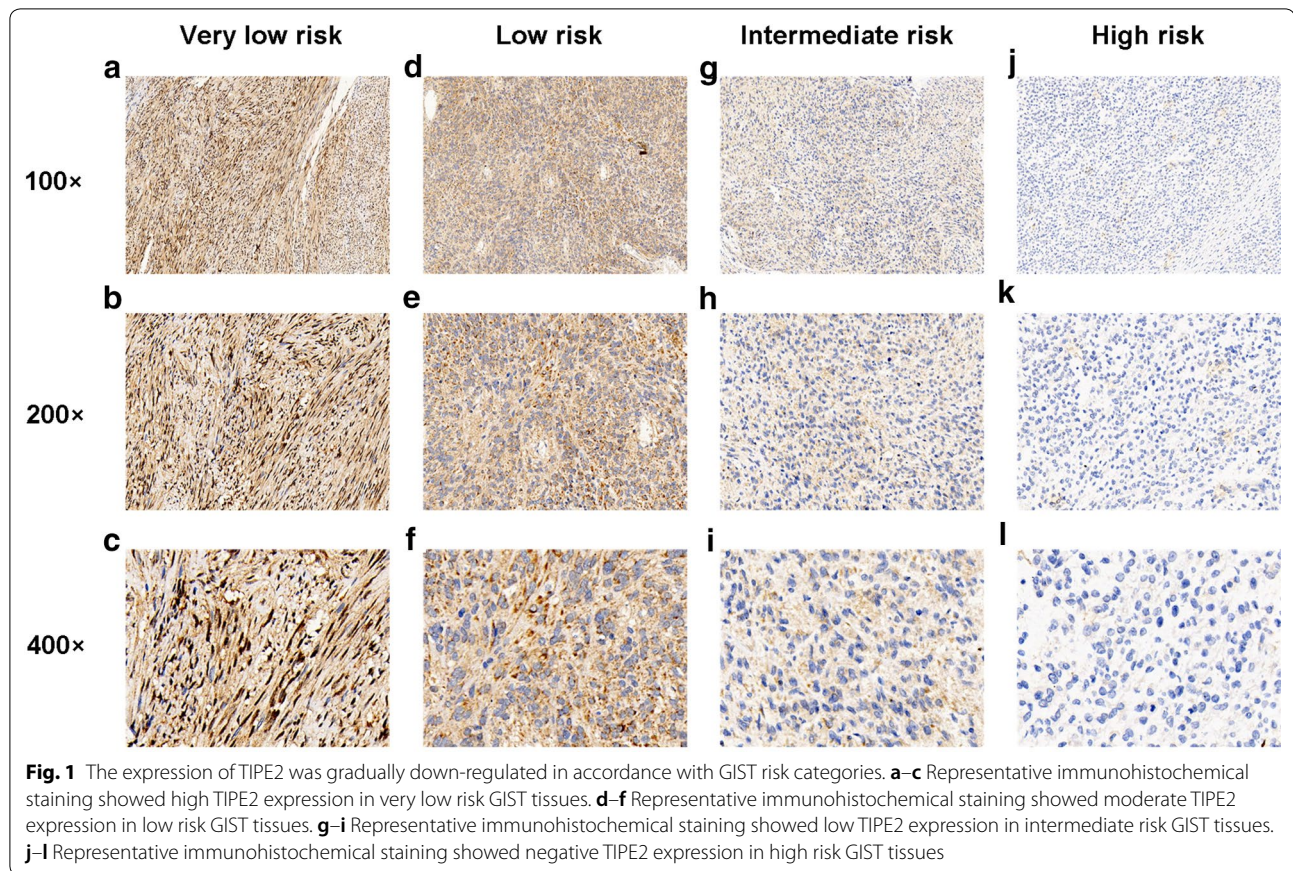 Very low risk Low risk Intermediate risk High risk
a d g j
100×
b e h k
200×
c f i l
400×
Fig. 1 The expression of TIPE2 was gradually down-regulated in accordance with GIST risk categories. a–c Representative immunohistochemical
staining showed high TIPE2 expression in very low risk GIST tissues. d–f Representative immunohistochemical staining showed moderate TIPE2
expression in low risk GIST tissues. g–i Representative immunohistochemical staining showed low TIPE2 expression in intermediate risk GIST tissues.
j–l Representative immunohistochemical staining showed negative TIPE2 expression in high risk GIST tissues